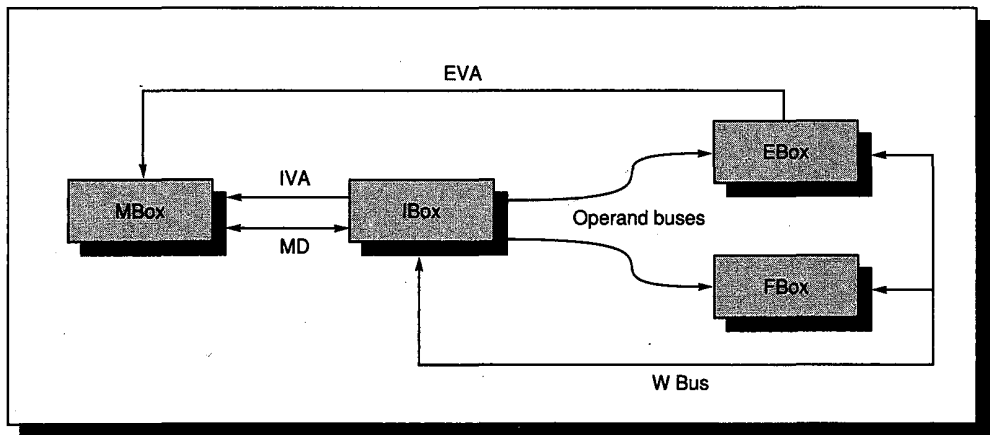 EVA
EBox
IVA
MBox
IBox
Operand buses
MD
FBox
W Bus